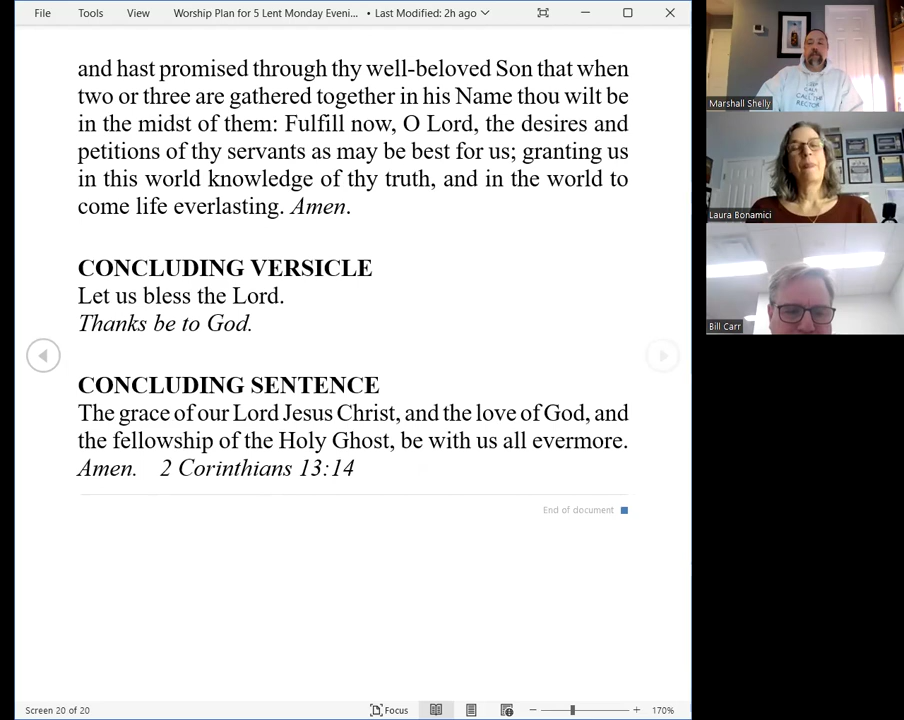 File Tools View Worship Plan for 5 Lent Monday Eveni... • Last Modified: 2h ago
and hast promised through thy well-beloved Son that when
two or three are gathered together in his Name thou wilt be
in the midst of them: Fulfill now, O Lord, the desires and
petitions of thy servants as may be best for us; granting us
in this world knowledge of thy truth, and in the world to
come life everlasting. Amen.
CONCLUDING VERSICLE
Let us bless the Lord.
Thanks be to God.
CONCLUDING SENTENCE
The grace of our Lord Jesus Christ, and the love of God, and
the fellowship of the Holy Ghost, be with us all evermore.
Amen. 2 Corinthians 13:14
End of document
Screen 20 of 20 Focus 170%
CALL THE
RECTOR
Marshall Shelly
Laura Bonamici
Bill Carr